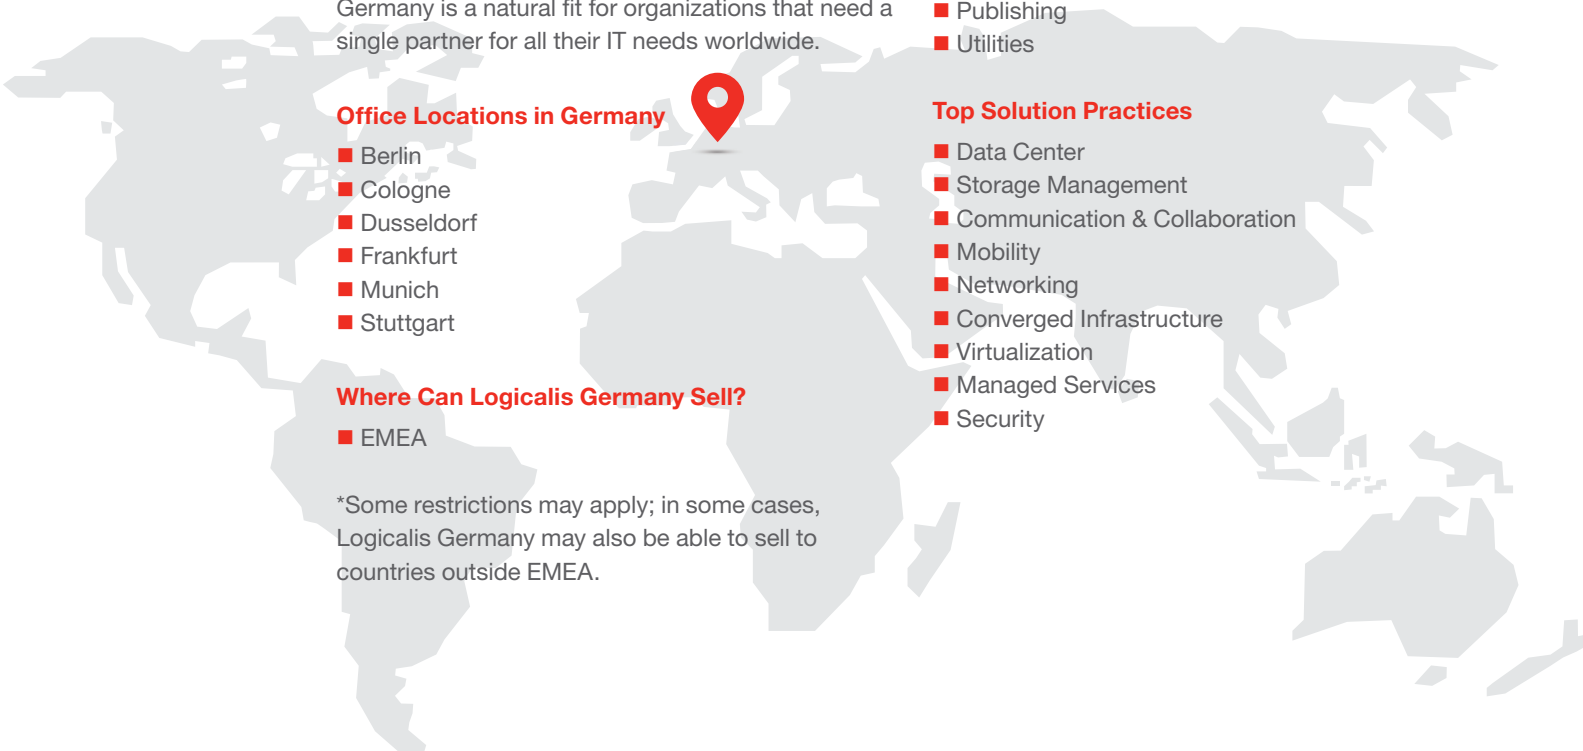 Germany is a natural fit for organizations that need a
single partner for all their IT needs worldwide.
Office Locations in Germany
Berlin
Cologne
Dusseldorf
Frankfurt
Munich
Stuttgart
Where Can Logicalis Germany Sell?
EMEA
*Some restrictions may apply; in some cases,
Logicalis Germany may also be able to sell to
countries outside EMEA.
Publishing
Utilities
Top Solution Practices
Data Center
Storage Management
Communication & Collaboration
Mobility
Networking
Converged Infrastructure
Virtualization
Managed Services
Security